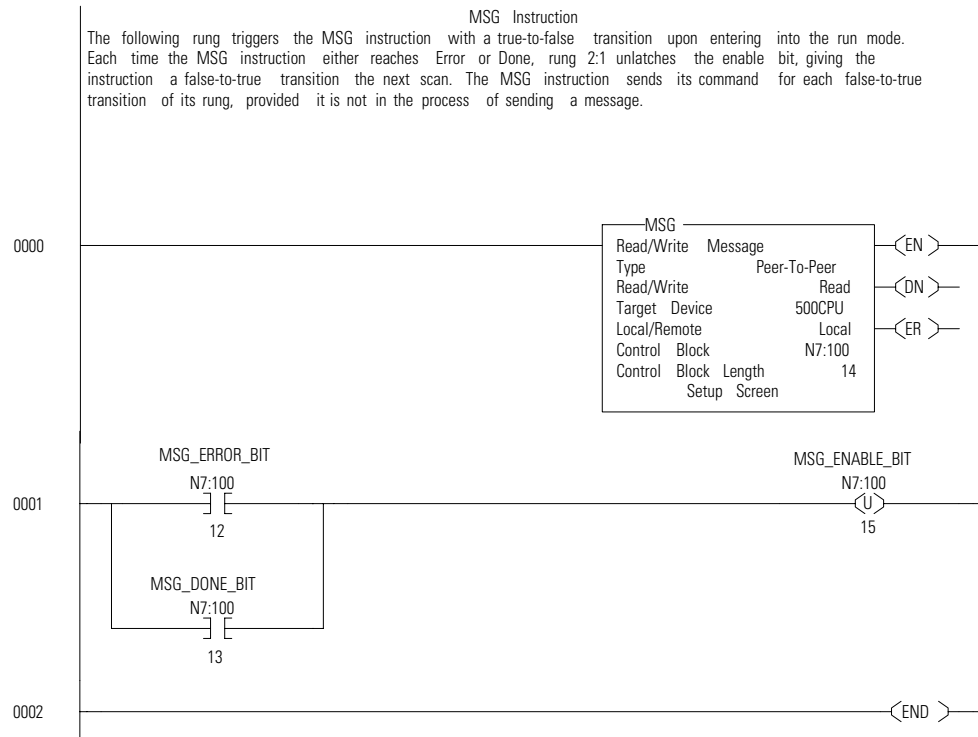 MSG Instruction
The following rung triggers the MSG instruction with a true-to-false transition upon entering into the run mode.
Each time the MSG instruction either reaches Error or Done, rung 2:1 unlatches the enable bit, giving the
instruction a false-to-true transition the next scan. The MSG instruction sends its command for each false-to-true
transition of its rung, provided it is not in the process of sending a message.
0000
MSG
Read/Write Message
Type Peer-To-Peer
Read/Write Read
Target Device 500CPU
Local/Remote Local
Control Block N7:100
Control Block Length 14
Setup Screen
EN
DN
ER
0001
MSG_ERROR_BIT
N7:100
12
MSG_DONE_BIT
N7:100
13
MSG_ENABLE_BIT
N7:100
U
15
0002
END